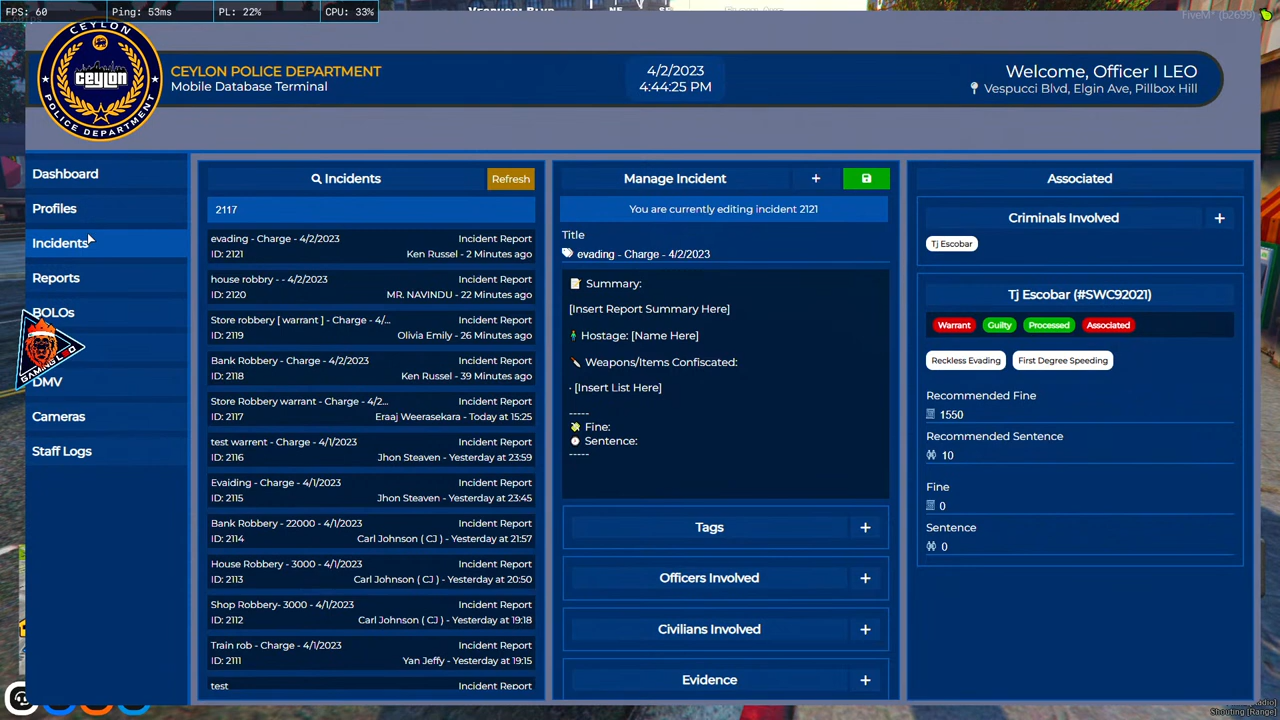 FPS: 60
Ping: 53ms
PL: 22%
CPU: 33%
Vespucci Blvd
NE
SE
FiveM* (b2699)
CEYLON
ceylon
POLICE DEPARTMENT
CEYLON POLICE DEPARTMENT
Mobile Database Terminal
4/2/2023
4:44:25 PM
Welcome, Officer I LEO
Vespucci Blvd, Elgin Ave, Pillbox Hill
Dashboard
Profiles
Incidents
Reports
BOLOs
DMV
Cameras
Staff Logs
GAMING LEO
Incidents
Refresh
2117
evading - Charge - 4/2/2023 Incident Report
ID: 2121 Ken Russel - 2 Minutes ago
house robbry - - 4/2/2023 Incident Report
ID: 2120 MR. NAVINDU - 22 Minutes ago
Store robbery [ warrant ] - Charge - 4/... Incident Report
ID: 2119 Olivia Emily - 26 Minutes ago
Bank Robbery - Charge - 4/2/2023 Incident Report
ID: 2118 Ken Russel - 39 Minutes ago
Store Robbery warrant - Charge - 4/2... Incident Report
ID: 2117 Eraaj Weerasekara - Today at 15:25
test warrent - Charge - 4/1/2023 Incident Report
ID: 2116 Jhon Steaven - Yesterday at 23:59
Evaiding - Charge - 4/1/2023 Incident Report
ID: 2115 Jhon Steaven - Yesterday at 23:45
Bank Robbery - 22000 - 4/1/2023 Incident Report
ID: 2114 Carl Johnson ( CJ ) - Yesterday at 21:57
House Robbery - 3000 - 4/1/2023 Incident Report
ID: 2113 Carl Johnson ( CJ ) - Yesterday at 20:50
Shop Robbery- 3000 - 4/1/2023 Incident Report
ID: 2112 Carl Johnson ( CJ ) - Yesterday at 19:18
Train rob - Charge - 4/1/2023 Incident Report
ID: 2111 Yan Jeffy - Yesterday at 19:15
test Incident Report
Manage Incident +
You are currently editing incident 2121
Title
evading - Charge - 4/2/2023
Summary:
[Insert Report Summary Here]
Hostage: [Name Here]
Weapons/Items Confiscated:
· [Insert List Here]
-----
Fine:
Sentence:
-----
Tags +
Officers Involved +
Civilians Involved +
Evidence +
Associated
Criminals Involved +
Tj Escobar
Tj Escobar (#SWC92021)
Warrant Guilty Processed Associated
Reckless Evading First Degree Speeding
Recommended Fine
1550
Recommended Sentence
10
Fine
0
Sentence
0
Radio
Shouting [Range]